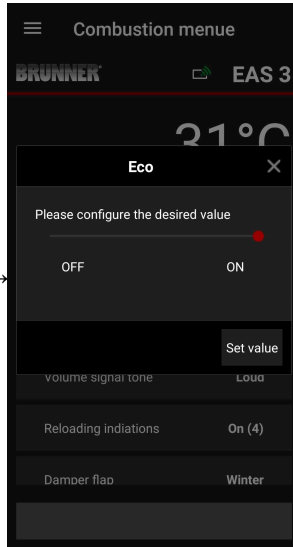 Combustion menue
BRUNNER®
EAS 3
31°C
Eco
Please configure the desired value
OFF ON
Set value
Volume signal tone Loud
Reloading indiations On (4)
Damper flap Winter